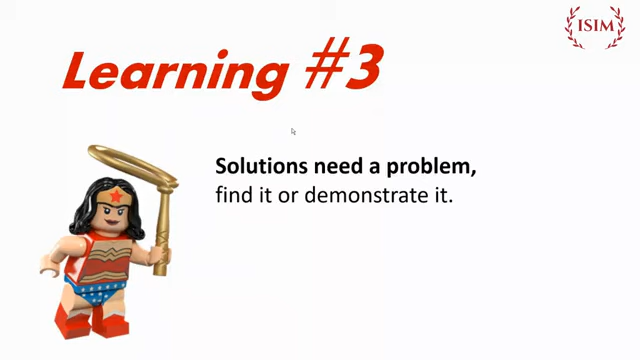 ISIM
Learning #3
Solutions need a problem,
find it or demonstrate it.